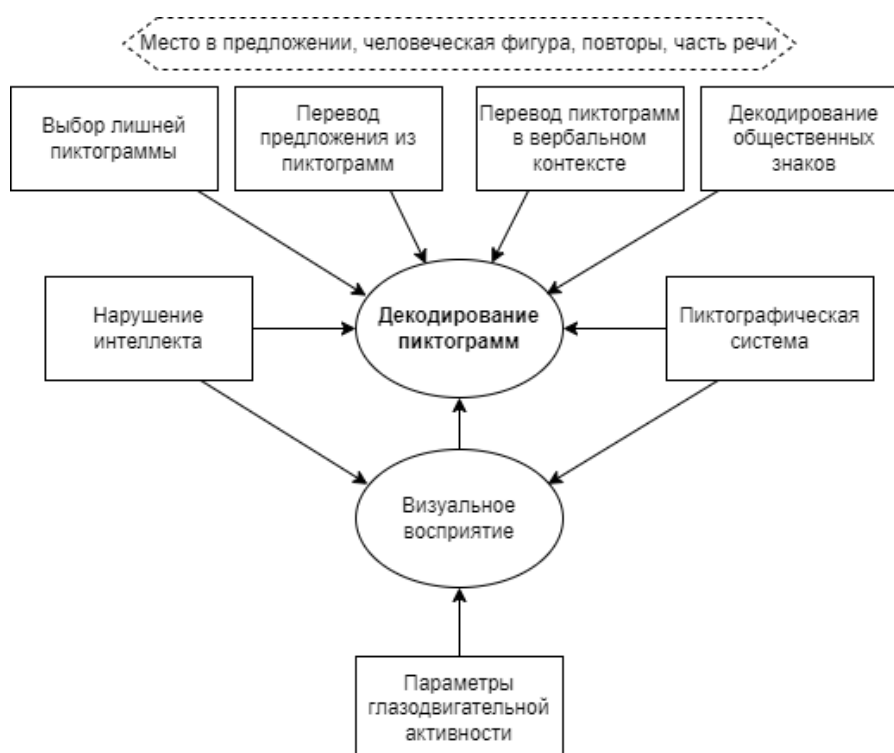 Место в предложении, человеческая фигура, повторы, часть речи
Выбор лишней
пиктограммы
Перевод
предложения из
пиктограмм
Перевод пиктограмм
в вербальном
контексте
Декодирование
общественных
знаков
Нарушение
интеллекта
Декодирование
пиктограмм
Пиктографическая
система
Визуальное
восприятие
Параметры
глазодвигательной
активности